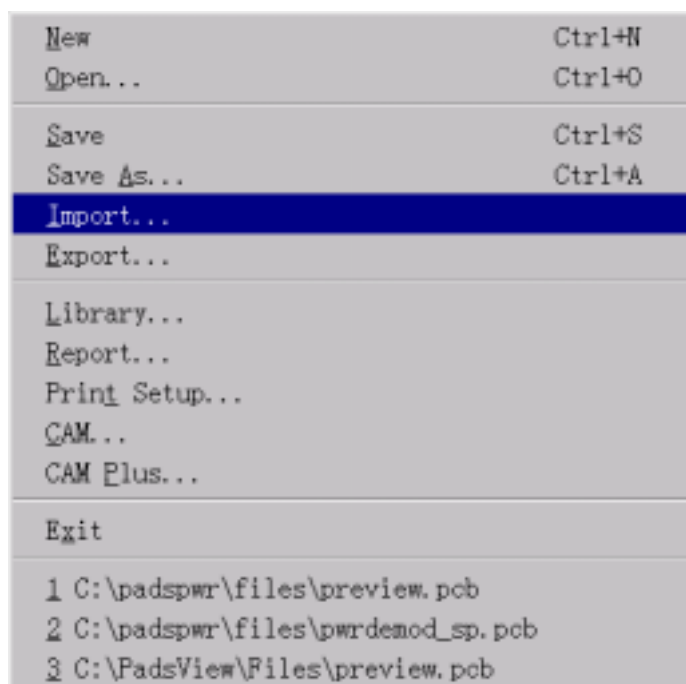 New Ctrl+N
Open... Ctrl+O
Save Ctrl+S
Save As... Ctrl+A
Import...
Export...
Library...
Report...
Print Setup...
CAM...
CAM Plus...
Exit
1 C:\padspwr\files\preview.pcb
2 C:\padspwr\files\pwrdemod_sp.pcb
3 C:\PadsView\Files\preview.pcb